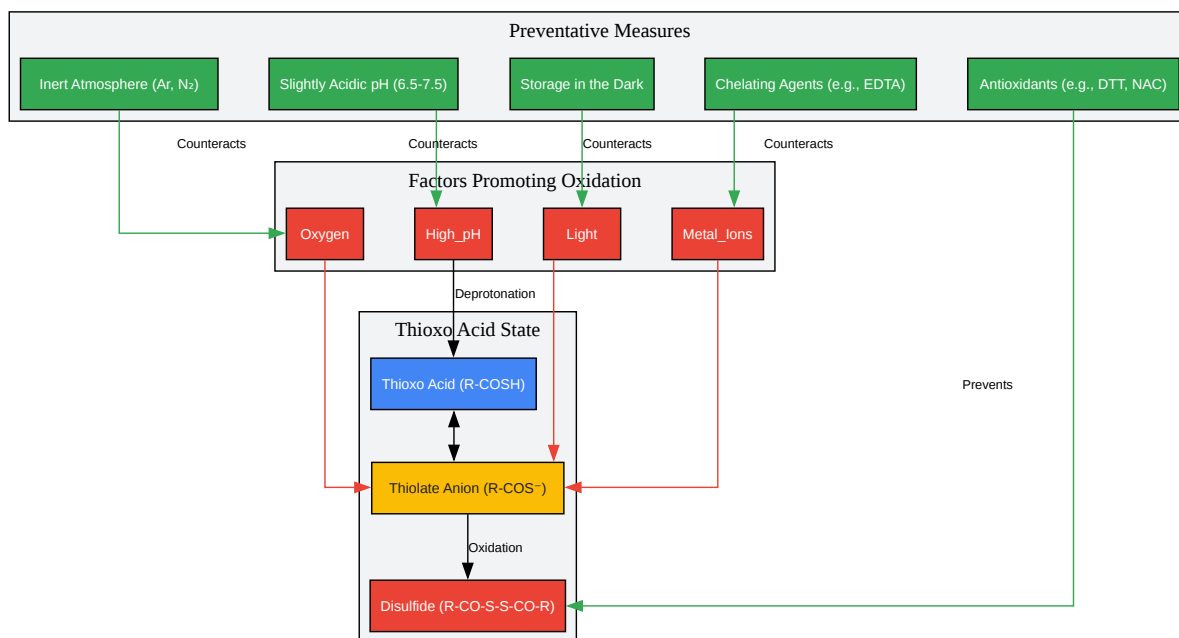 Preventative Measures
Inert Atmosphere (Ar, N₂)
Slightly Acidic pH (6.5-7.5)
Storage in the Dark
Chelating Agents (e.g., EDTA)
Antioxidants (e.g., DTT, NAC)
Counteracts
Counteracts
Counteracts
Counteracts
Factors Promoting Oxidation
Oxygen
High_pH
Light
Metal_Ions
Deprotonation
Thioxo Acid State
Thioxo Acid (R-COSH)
Prevents
Thiolate Anion (R-COS⁻)
Oxidation
Disulfide (R-CO-S-S-CO-R)